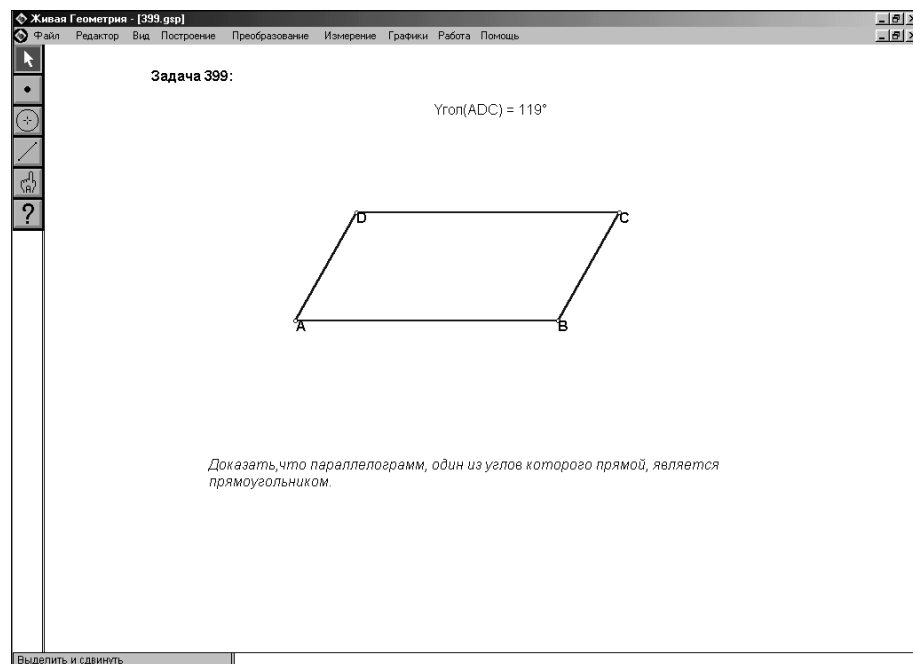 Живая Геометрия - [399.gsp]
Файл Редактор Вид Построение Преобразование Измерение Графики Работа Помощь
Задача 399:
Угол(ADC) = 119°
D
C
A
B
Доказать,что параллелограмм, один из углов которого прямой, является
прямоугольником.
Выделить и сдвинуть